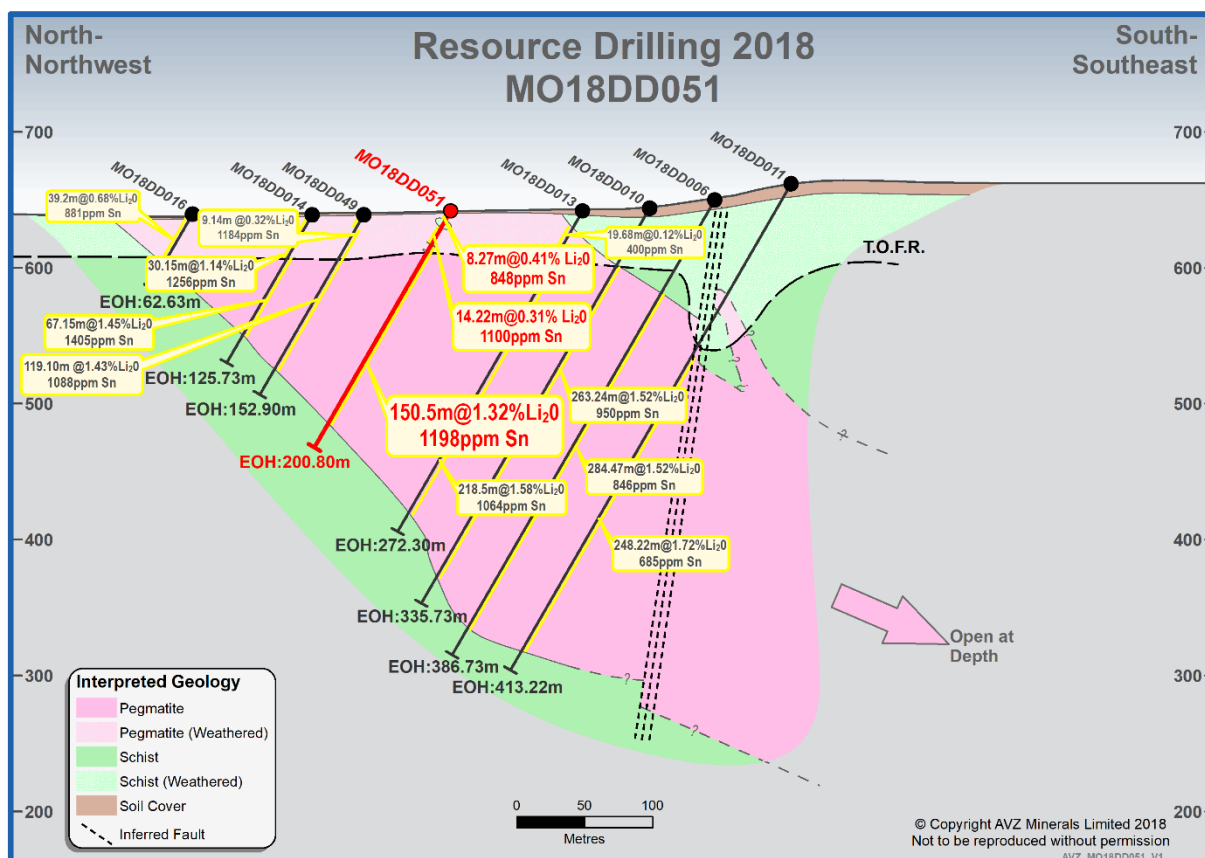 North-
Northwest
Resource Drilling 2018
MO18DD051
South-
Southeast
700
700
MO18DD016
MO18DD014
MO18DD049
MO18DD051
MO18DD013
MO18DD010
MO18DD006
MO18DD011
39.2m@0.68%Li₂0
881ppm Sn
9.14m@0.32%Li₂0
1184ppm Sn
19.68m@0.12%Li₂0
400ppm Sn
T.O.F.R.
8.27m@0.41% Li₂0
848ppm Sn
600
600
30.15m@1.14%Li₂0
1256ppm Sn
EOH:62.63m
14.22m@0.31% Li₂0
1100ppm Sn
67.15m@1.45%Li₂0
1405ppm Sn
119.10m @1.43%Li₂0
1088ppm Sn
EOH:125.73m
EOH:152.90m
?
?
?
?
?
500
500
263.24m@1.52%Li₂0
950ppm Sn
150.5m@1.32%Li₂0
1198ppm Sn
EOH:200.80m
284.47m@1.52%Li₂0
846ppm Sn
218.5m@1.58%Li₂0
1064ppm Sn
400
400
EOH:272.30m
248.22m@1.72%Li₂0
685ppm Sn
EOH:335.73m
Open at
Depth
300
300
EOH:386.73m
EOH:413.22m
?
?
Interpreted Geology
Pegmatite
Pegmatite (Weathered)
Schist
Schist (Weathered)
Soil Cover
Inferred Fault
200
200
0 50 100
Metres
© Copyright AVZ Minerals Limited 2018
Not to be reproduced without permission
AVZ_MO18DD051_V1